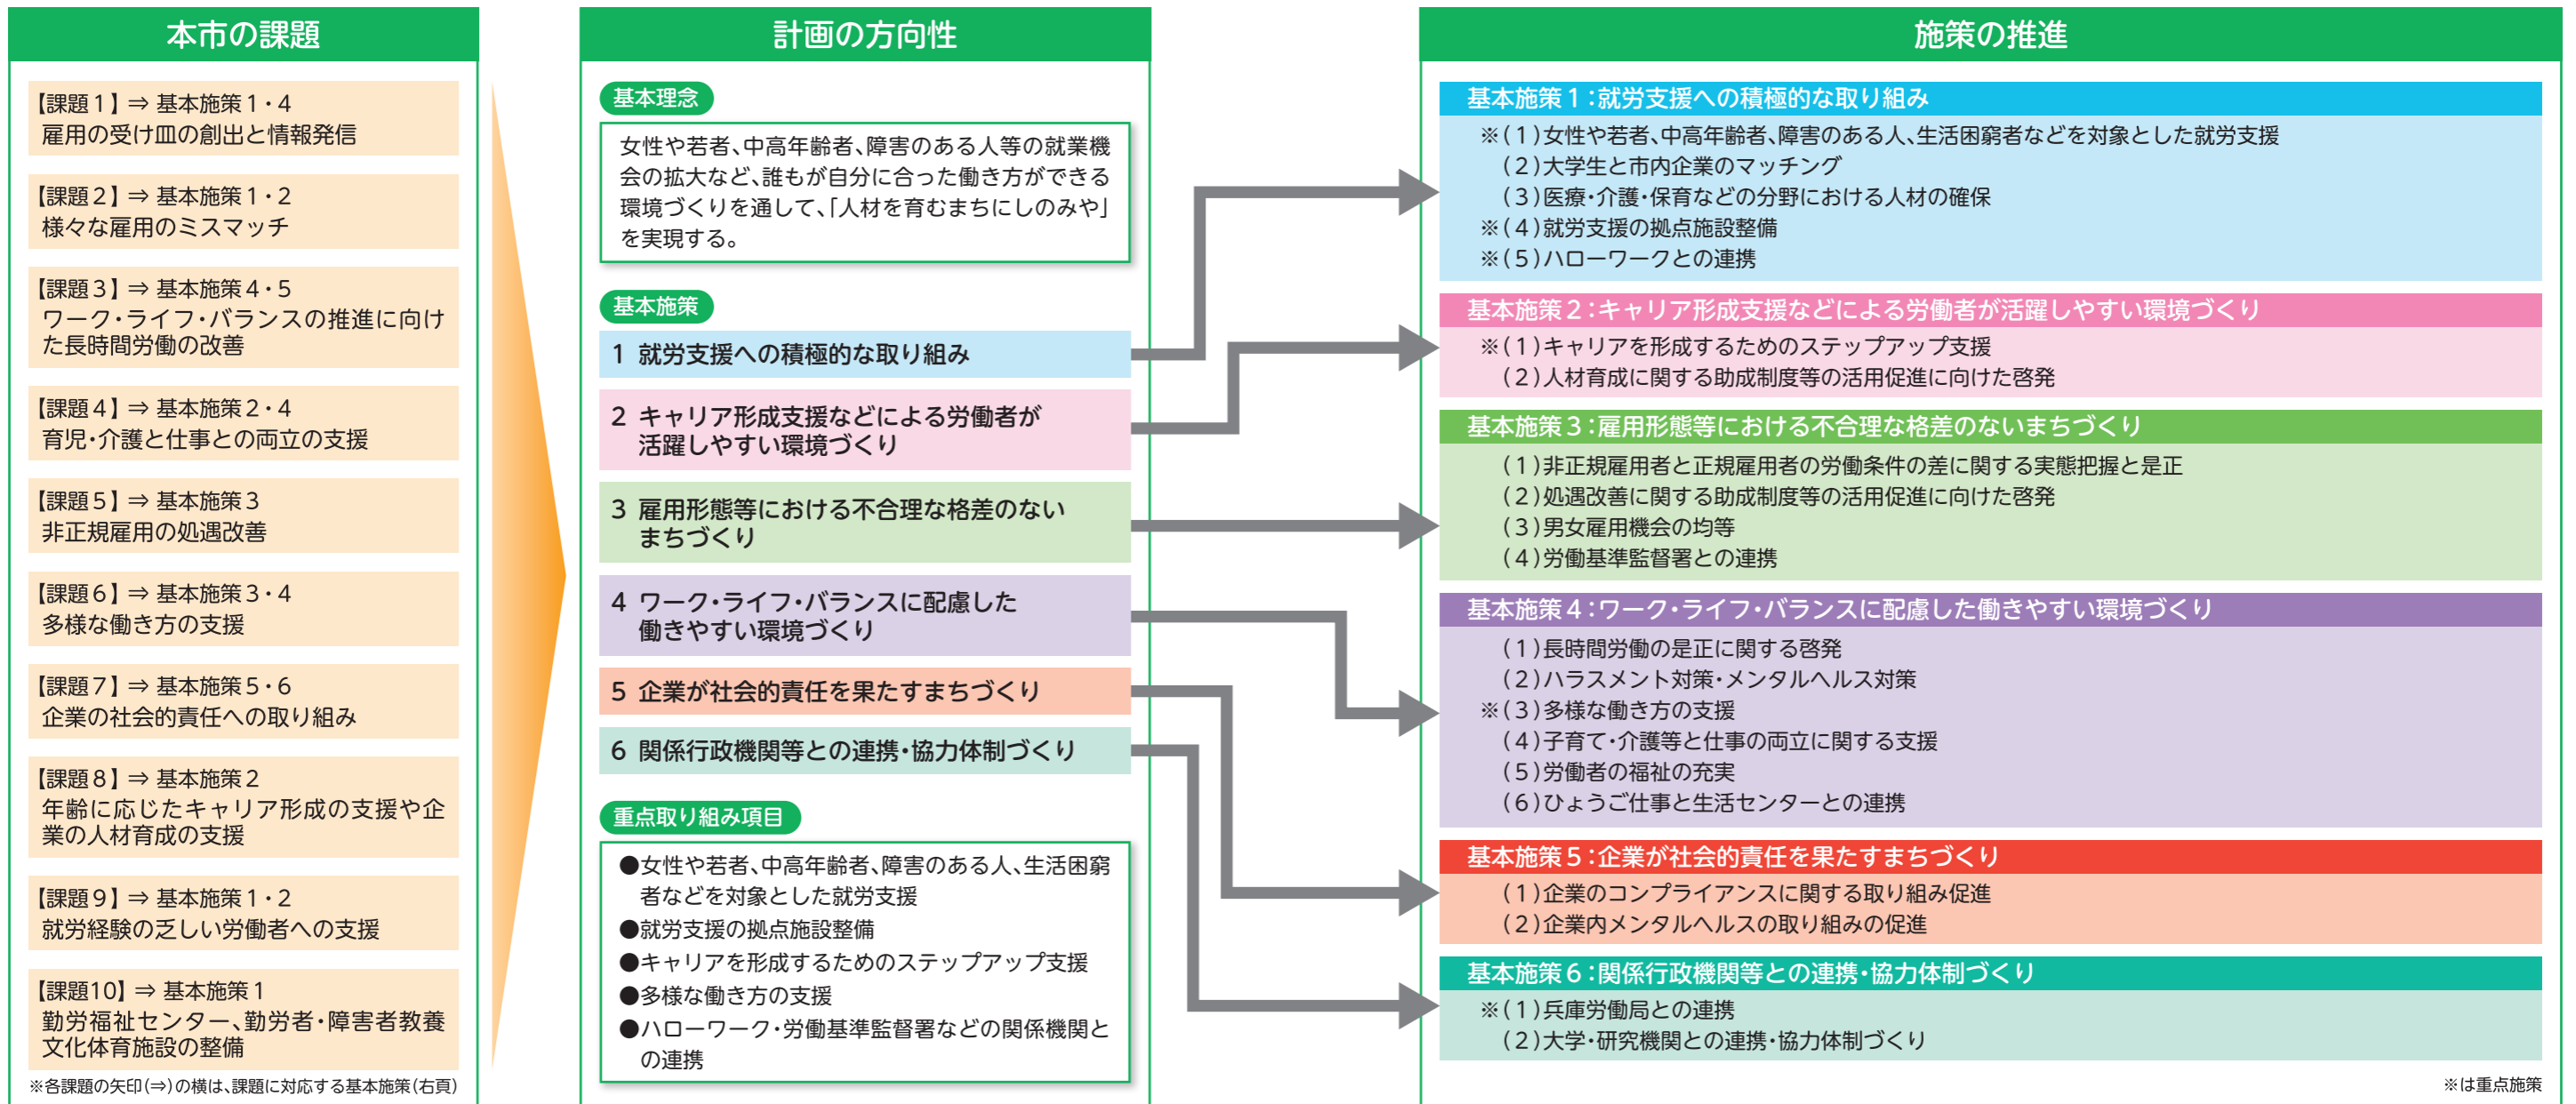 本市の課題
【課題1】⇒ 基本施策1・4
雇用の受け皿の創出と情報発信
【課題2】⇒ 基本施策1・2
様々な雇用のミスマッチ
【課題3】⇒ 基本施策4・5
ワーク・ライフ・バランスの推進に向け
た長時間労働の改善
【課題4】⇒ 基本施策2・4
育児・介護と仕事との両立の支援
【課題5】⇒ 基本施策3
非正規雇用の処遇改善
【課題6】⇒ 基本施策3・4
多様な働き方の支援
【課題7】⇒ 基本施策5・6
企業の社会的責任への取り組み
【課題8】⇒ 基本施策2
年齢に応じたキャリア形成の支援や企
業の人材育成の支援
【課題9】⇒ 基本施策1・2
就労経験の乏しい労働者への支援
【課題10】⇒ 基本施策1
勤労福祉センター、勤労者・障害者教養
文化体育施設の整備
※各課題の矢印(⇒)の横は、課題に対応する基本施策(右頁)
計画の方向性
基本理念
女性や若者、中高年齢者、障害のある人等の就業機
会の拡大など、誰もが自分に合った働き方ができる
環境づくりを通して、「人材を育むまちにしのみや」
を実現する。
基本施策
1 就労支援への積極的な取り組み
2 キャリア形成支援などによる労働者が
活躍しやすい環境づくり
3 雇用形態等における不合理な格差のない
まちづくり
4 ワーク・ライフ・バランスに配慮した
働きやすい環境づくり
5 企業が社会的責任を果たすまちづくり
6 関係行政機関等との連携・協力体制づくり
重点取り組み項目
●女性や若者、中高年齢者、障害のある人、生活困窮
者などを対象とした就労支援
●就労支援の拠点施設整備
●キャリアを形成するためのステップアップ支援
●多様な働き方の支援
●ハローワーク・労働基準監督署などの関係機関と
の連携
施策の推進
基本施策1:就労支援への積極的な取り組み
※(1)女性や若者、中高年齢者、障害のある人、生活困窮者などを対象とした就労支援
(2)大学生と市内企業のマッチング
(3)医療・介護・保育などの分野における人材の確保
※(4)就労支援の拠点施設整備
※(5)ハローワークとの連携
基本施策2:キャリア形成支援などによる労働者が活躍しやすい環境づくり
※(1)キャリアを形成するためのステップアップ支援
(2)人材育成に関する助成制度等の活用促進に向けた啓発
基本施策3:雇用形態等における不合理な格差のないまちづくり
(1)非正規雇用者と正規雇用者の労働条件の差に関する実態把握と是正
(2)処遇改善に関する助成制度等の活用促進に向けた啓発
(3)男女雇用機会の均等
(4)労働基準監督署との連携
基本施策4:ワーク・ライフ・バランスに配慮した働きやすい環境づくり
(1)長時間労働の是正に関する啓発
(2)ハラスメント対策・メンタルヘルス対策
※(3)多様な働き方の支援
(4)子育て・介護等と仕事の両立に関する支援
(5)労働者の福祉の充実
(6)ひょうご仕事と生活センターとの連携
基本施策5:企業が社会的責任を果たすまちづくり
(1)企業のコンプライアンスに関する取り組み促進
(2)企業内メンタルヘルスの取り組みの促進
基本施策6:関係行政機関等との連携・協力体制づくり
※(1)兵庫労働局との連携
(2)大学・研究機関との連携・協力体制づくり
※は重点施策